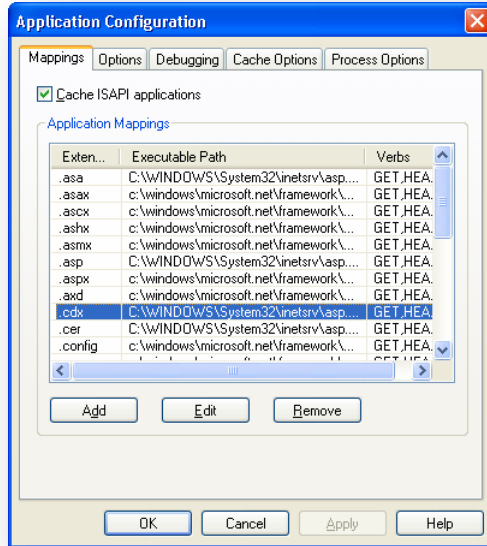 Application Configuration
Mappings Options Debugging Cache Options Process Options
Cache ISAPI applications
Application Mappings
Exten... Executable Path Verbs
.asa C:\WINDOWS\System32\inetsrv\asp.... GET,HEA.
.asax c:\windows\microsoft.net\framework\... GET,HEA.
.ascx c:\windows\microsoft.net\framework\... GET,HEA.
.ashx c:\windows\microsoft.net\framework\... GET,HEA.
.asmx c:\windows\microsoft.net\framework\... GET,HEA.
.asp C:\WINDOWS\System32\inetsrv\asp.... GET,HEA.
.aspx c:\windows\microsoft.net\framework\... GET,HEA.
.axd c:\windows\microsoft.net\framework\... GET,HEA.
.cdx C:\WINDOWS\System32\inetsrv\asp.... GET,HEA.
.cer C:\WINDOWS\System32\inetsrv\asp.... GET,HEA.
.config c:\windows\microsoft.net\framework\... GET,HEA.
Add Edit Remove
OK Cancel Apply Help